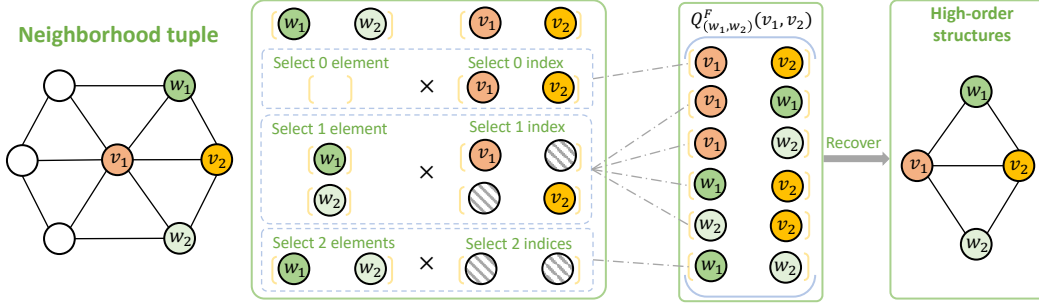 Neighborhood tuple
w₁
v₁
v₂
w₂
w₁ w₂ v₁ v₂
Select 0 element Select 0 index
× v₁ v₂
Select 1 element Select 1 index
w₁ × v₁
w₂ v₂
Select 2 elements Select 2 indices
w₁ w₂ ×
Q^F_(w₁,w₂)(v₁, v₂)
v₁ v₂
v₁ w₁
v₁ w₂
w₁ v₂
w₂ v₂
w₁ w₂
Recover
High-order
structures
w₁
v₁ v₂
w₂